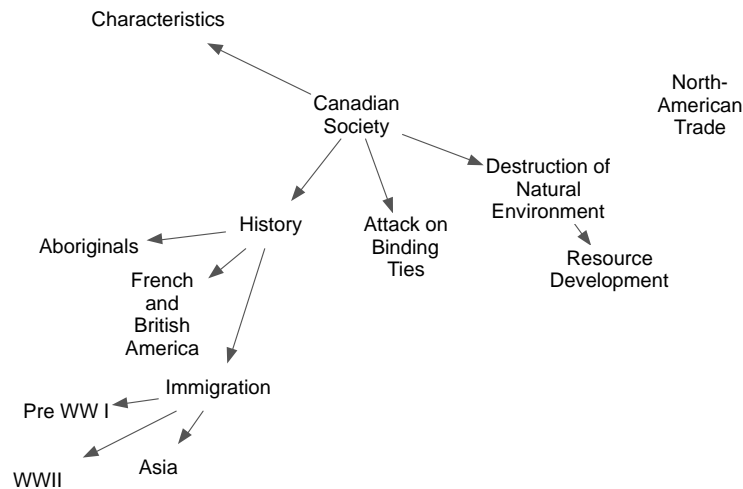 Characteristics
Canadian
Society
North-
American
Trade
Destruction of
Natural
Environment
History
Attack on
Binding
Ties
Aboriginals
Resource
Development
French
and
British
America
Immigration
Pre WW I
Asia
WWII